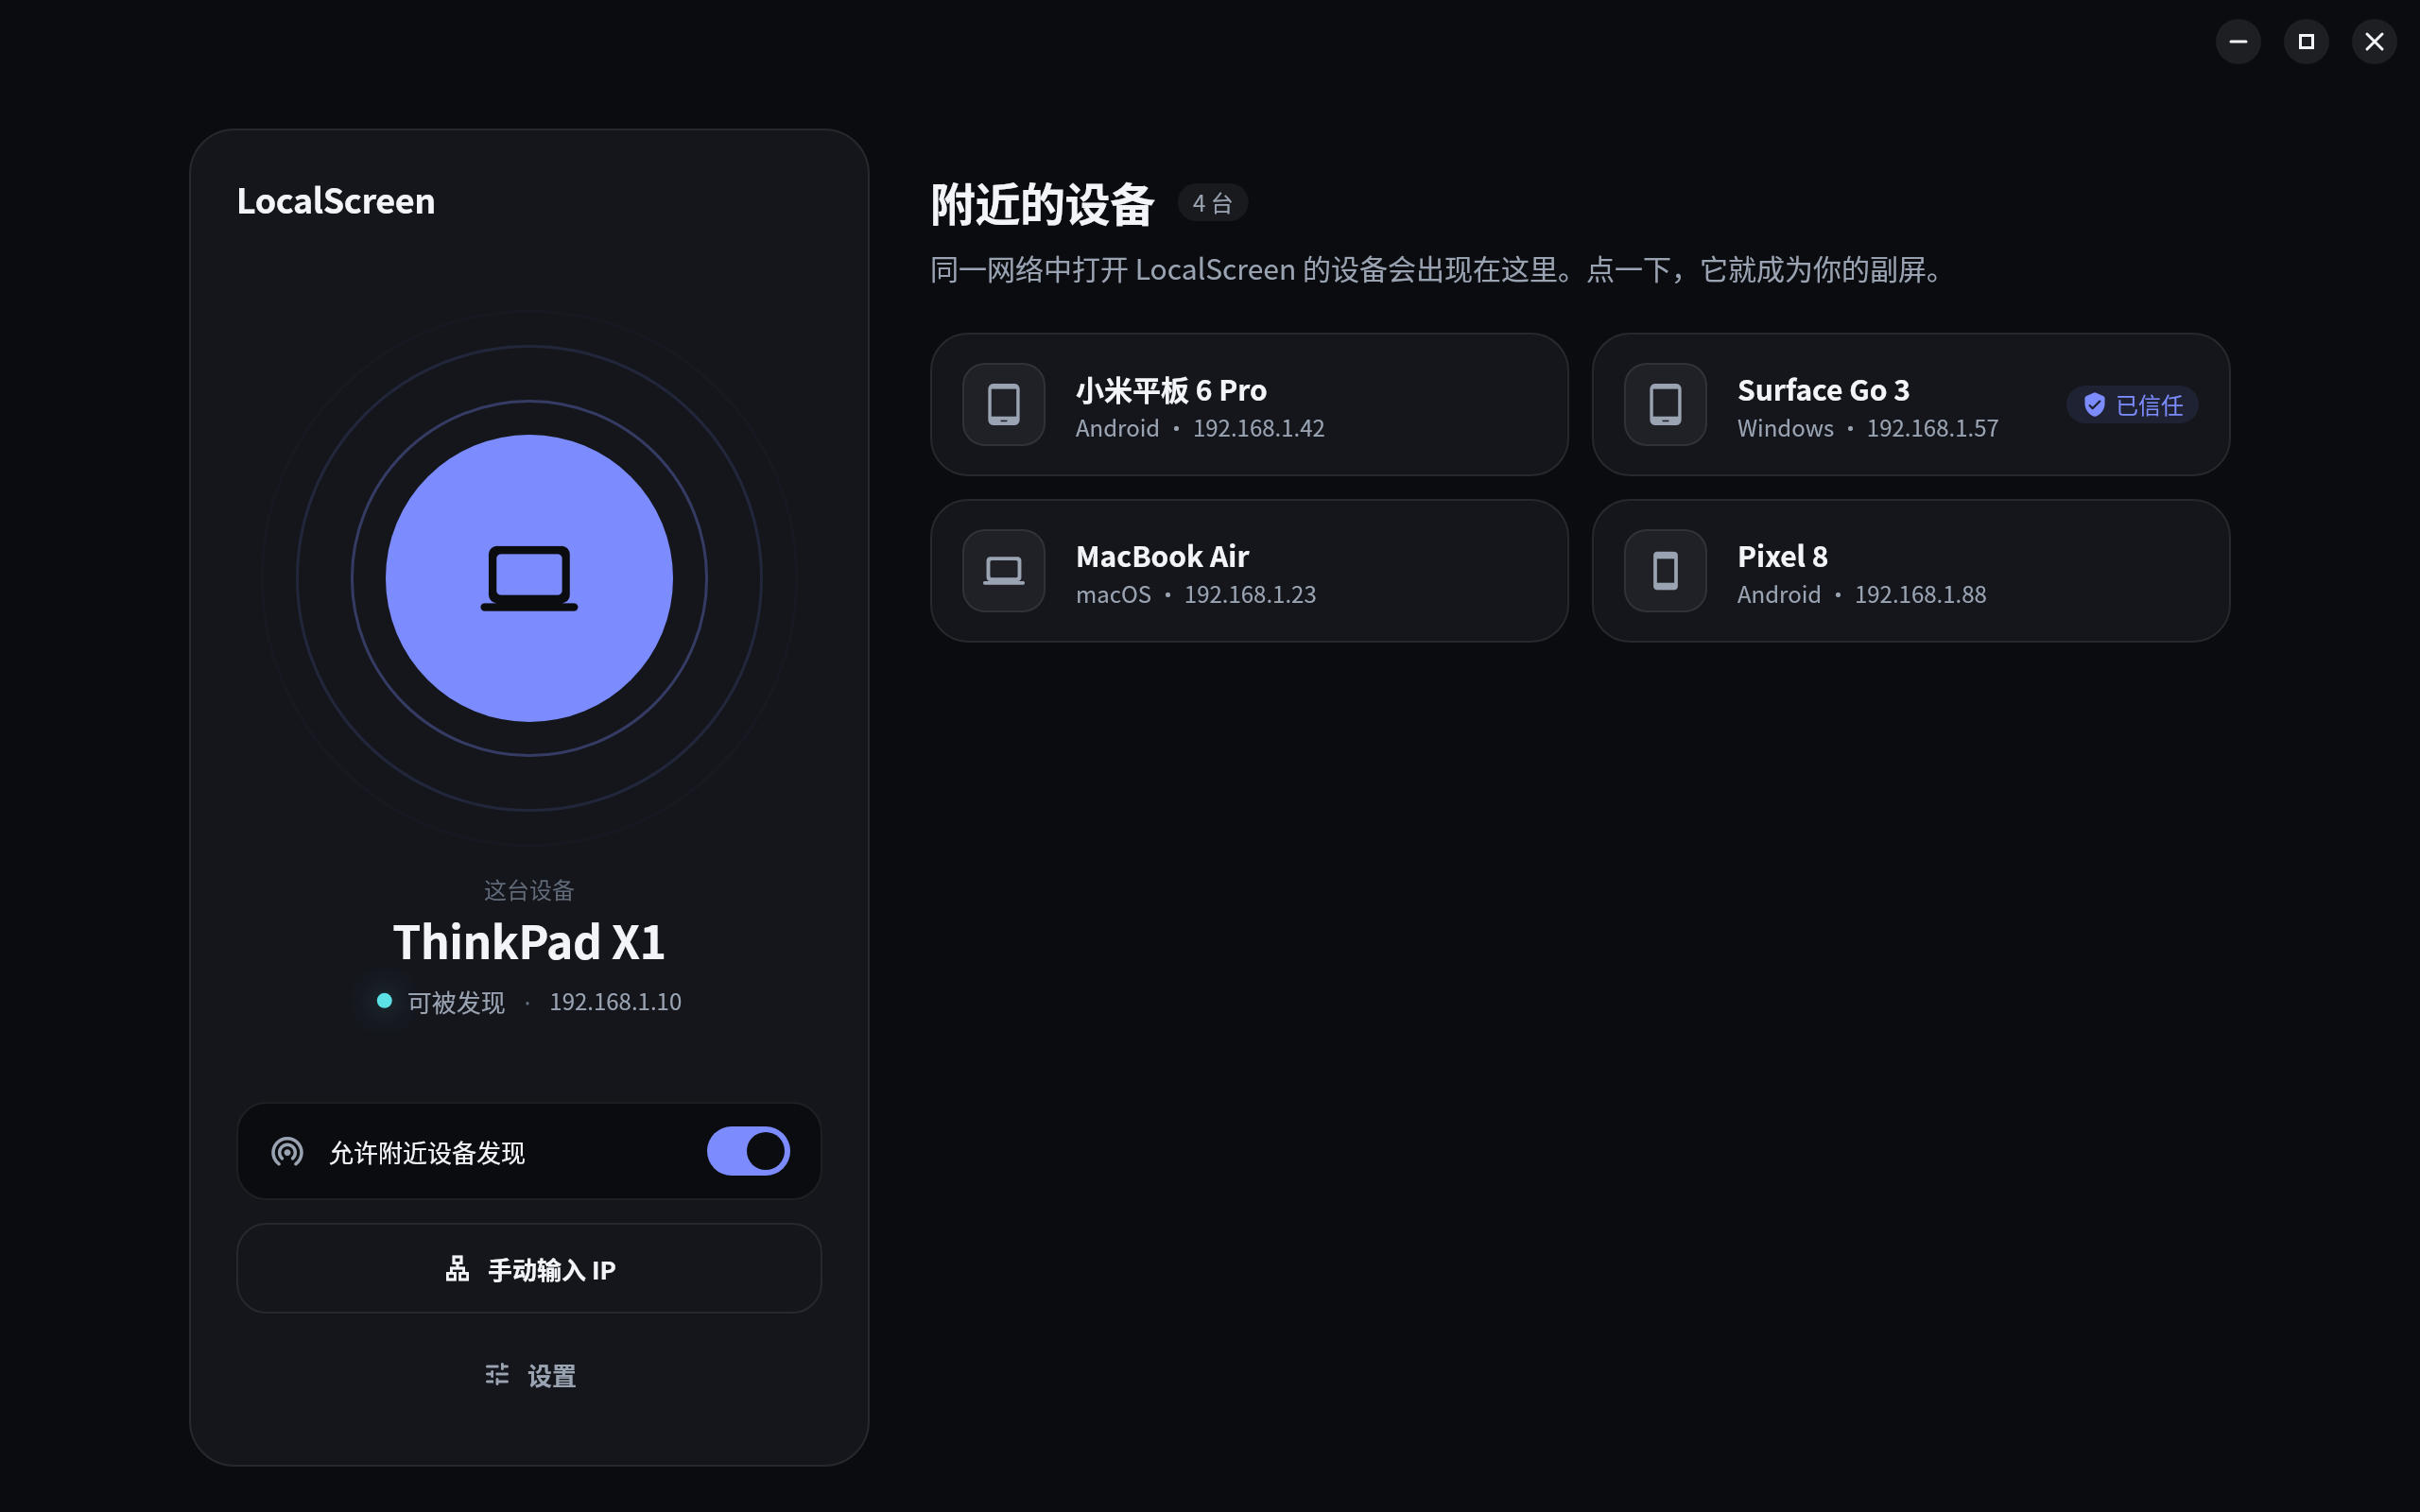 LocalScreen
这台设备
ThinkPad X1
可被发现 · 192.168.1.10
允许附近设备发现
手动输入 IP
设置
附近的设备 4 台
同一网络中打开 LocalScreen 的设备会出现在这里。点一下，它就成为你的副屏。
小米平板 6 Pro
Android • 192.168.1.42
Surface Go 3
Windows • 192.168.1.57
已信任
MacBook Air
macOS • 192.168.1.23
Pixel 8
Android • 192.168.1.88